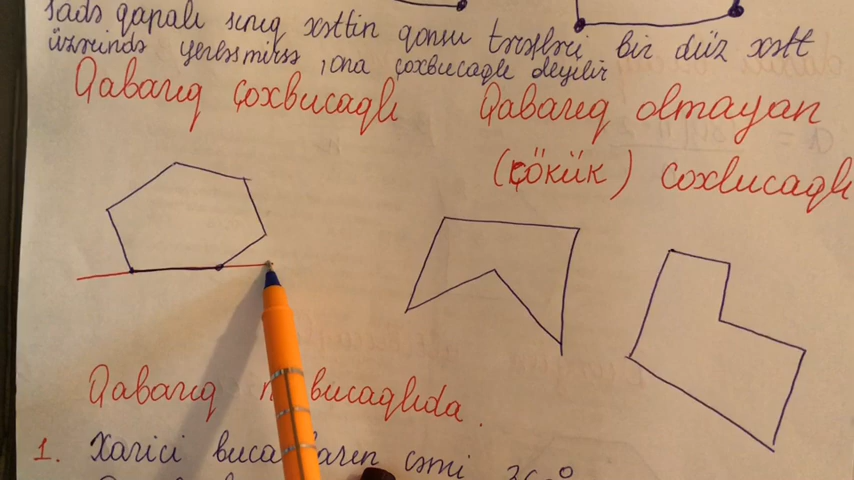 sadə qapalı sınıq xəttin qonşu tərəfləri bir düz xətt
üzərində yerləşmirsə, ona çoxbucaqlı deyilir
Qabarıq çoxbucaqlı
Qabarıq olmayan
(çökük) çoxbucaqlı
Qabarıq n bucaqlıda.
1. Xarici bucaqların cəmi 360°